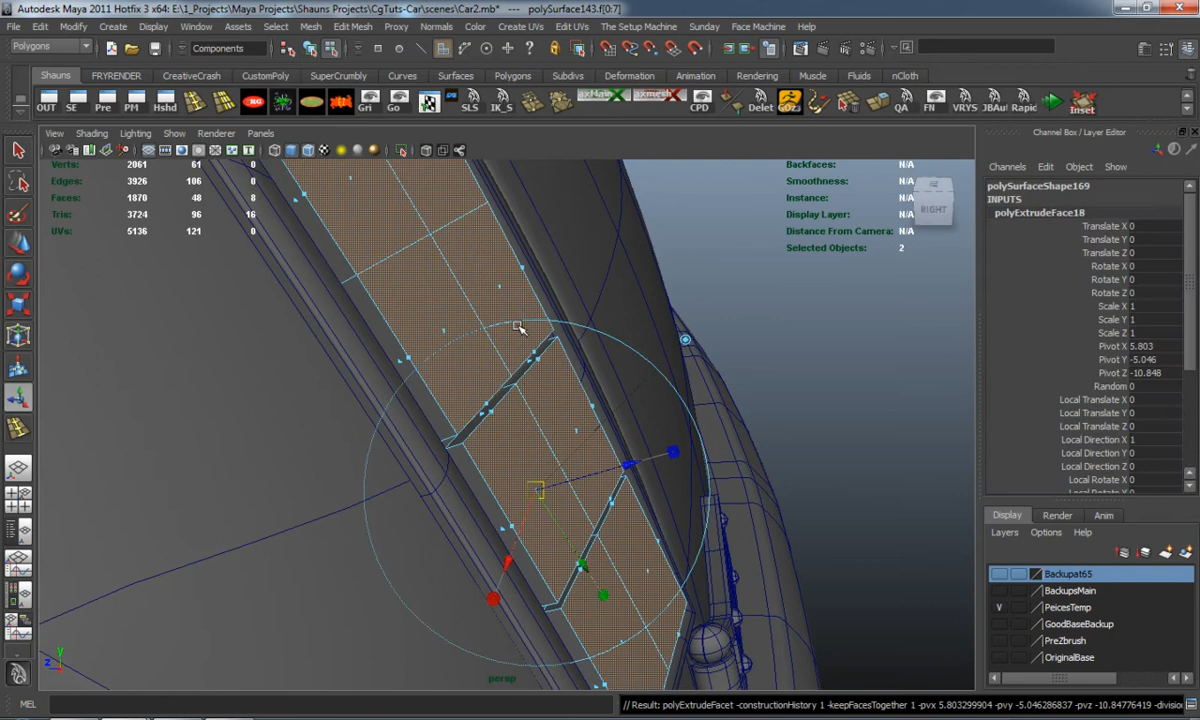 Autodesk Maya 2011 Hotfix 3 x64: E:\1_Projects\Maya Projects\Shauns Projects\CgTuts-Car\scenes\Car2.mb* --- polySurface143.f[0:7]
File Edit Modify Create Display Window Assets Select Mesh Edit Mesh Proxy Normals Color Create UVs Edit UVs The Setup Machine Sunday Face Machine Help
Polygons Components
Shauns FRYRENDER CreativeCrash CustomPoly SuperCrumbly Curves Surfaces Polygons Subdivs Deformation Animation Rendering Muscle Fluids nCloth
OUT SE Pre PM Hshd Gri Go SLS IK_S axMain axmesh CPD Delet GOz QA FN VRYS JBAul Rapic Inset
View Shading Lighting Show Renderer Panels
Channel Box / Layer Editor
Channels Edit Object Show
Verts: 2061 61 0
Edges: 3926 106 0
Faces: 1870 48 8
Tris: 3724 96 16
UVs: 5136 121 0
Backfaces: N/A
Smoothness: N/A
Instance: N/A
Display Layer: N/A
Distance From Camera: N/A
Selected Objects: 2
RIGHT
polySurfaceShape169
INPUTS
polyExtrudeFace18
Translate X 0
Translate Y 0
Translate Z 0
Rotate X 0
Rotate Y 0
Rotate Z 0
Scale X 1
Scale Y 1
Scale Z 1
Pivot X 5.803
Pivot Y -5.046
Pivot Z -10.848
Random 0
Local Translate X 0
Local Translate Y 0
Local Translate Z 0
Local Direction X 1
Local Direction Y 0
Local Direction Z 0
Display Render Anim
Layers Options Help
Backupat65
BackupsMain
V PeicesTemp
GoodBaseBackup
PreZbrush
OriginalBase
y
z
persp
MEL // Result: polyExtrudeFacet -constructionHistory 1 -keepFacesTogether 1 -pvx 5.803299904 -pvy -5.046286837 -pvz -10.84776419 -division